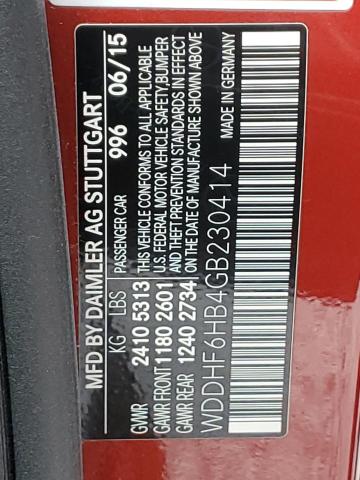 MFD BY DAIMLER AG STUTTGART
KG LBS PASSENGER CAR 996 06/15
GVWR 2410 5313 THIS VEHICLE CONFORMS TO ALL APPLICABLE
GAWR FRONT 1180 2601 U.S. FEDERAL MOTOR VEHICLE SAFETY, BUMPER
GAWR REAR 1240 2734 AND THEFT PREVENTION STANDARDS IN EFFECT
ON THE DATE OF MANUFACTURE SHOWN ABOVE
WDDHF6HB4GB230414
MADE IN GERMANY